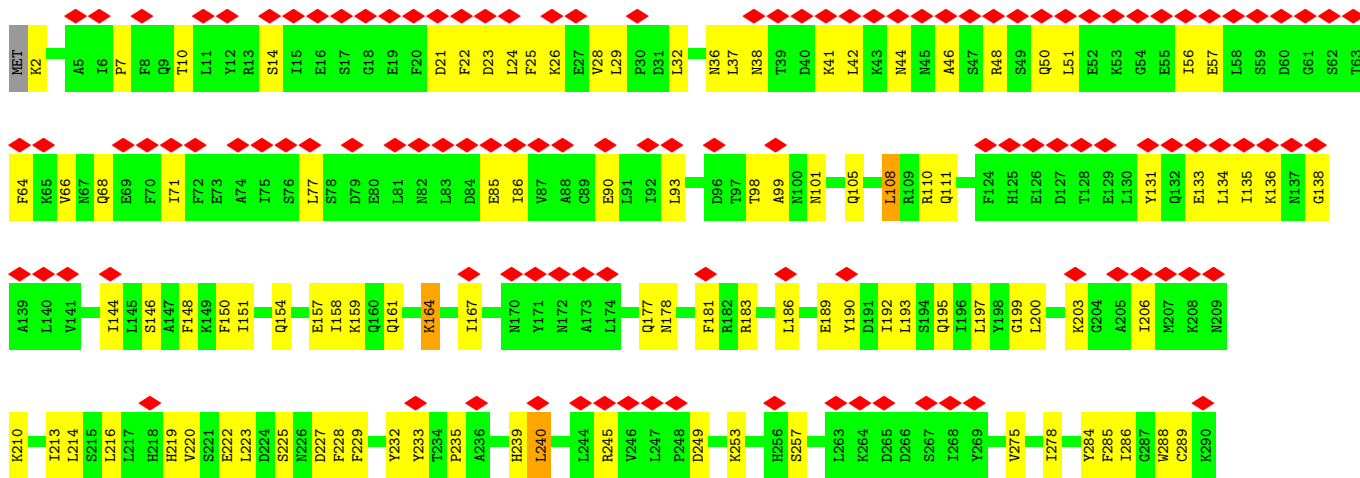 MET K2 A5 I6 P7 F8 Q9 T10 L11 Y12 R13 S14 I15 E16 S17 G18 E19 F20 D21 F22 D23 L24 F25 K26 E27 V28 L29 P30 D31 L32 N36 L37 N38 T39 D40 K41 L42 K43 N44 N45 A46 S47 R48 S49 Q50 L51 E52 K53 G54 E55 I56 E57 L58 S59 D60 G61 S62 T63
F64 K65 V66 N67 Q68 E69 F70 I71 F72 E73 A74 I75 S76 L77 S78 D79 E80 L81 N82 L83 D84 E85 I86 V87 A88 C89 E90 L91 I92 L93 D96 T97 T98 A99 N100 N101 Q105 L108 R109 R110 Q111 F124 H125 E126 D127 T128 E129 L130 Y131 Q132 E133 L134 I135 K136 N137 G138
A139 L140 V141 I144 L145 S146 A147 F148 K149 F150 I151 Q154 E157 I158 K159 Q160 Q161 K164 I167 N170 Y171 N172 A173 L174 Q177 N178 F181 R182 R183 L186 E189 Y190 D191 I192 L193 S194 Q195 I196 L197 Y198 G199 L200 K203 G204 A205 I206 M207 K208 N209
K210 I213 L214 S215 L216 L217 H218 H219 V220 S221 E222 L223 D224 S225 N226 D227 F228 F229 Y232 Y233 T234 P235 A236 H239 L240 L244 R245 V246 L247 P248 D249 K253 H256 S257 L263 K264 D265 D266 S267 I268 Y269 V275 I278 Y284 F285 I286 G287 W288 C289 K290